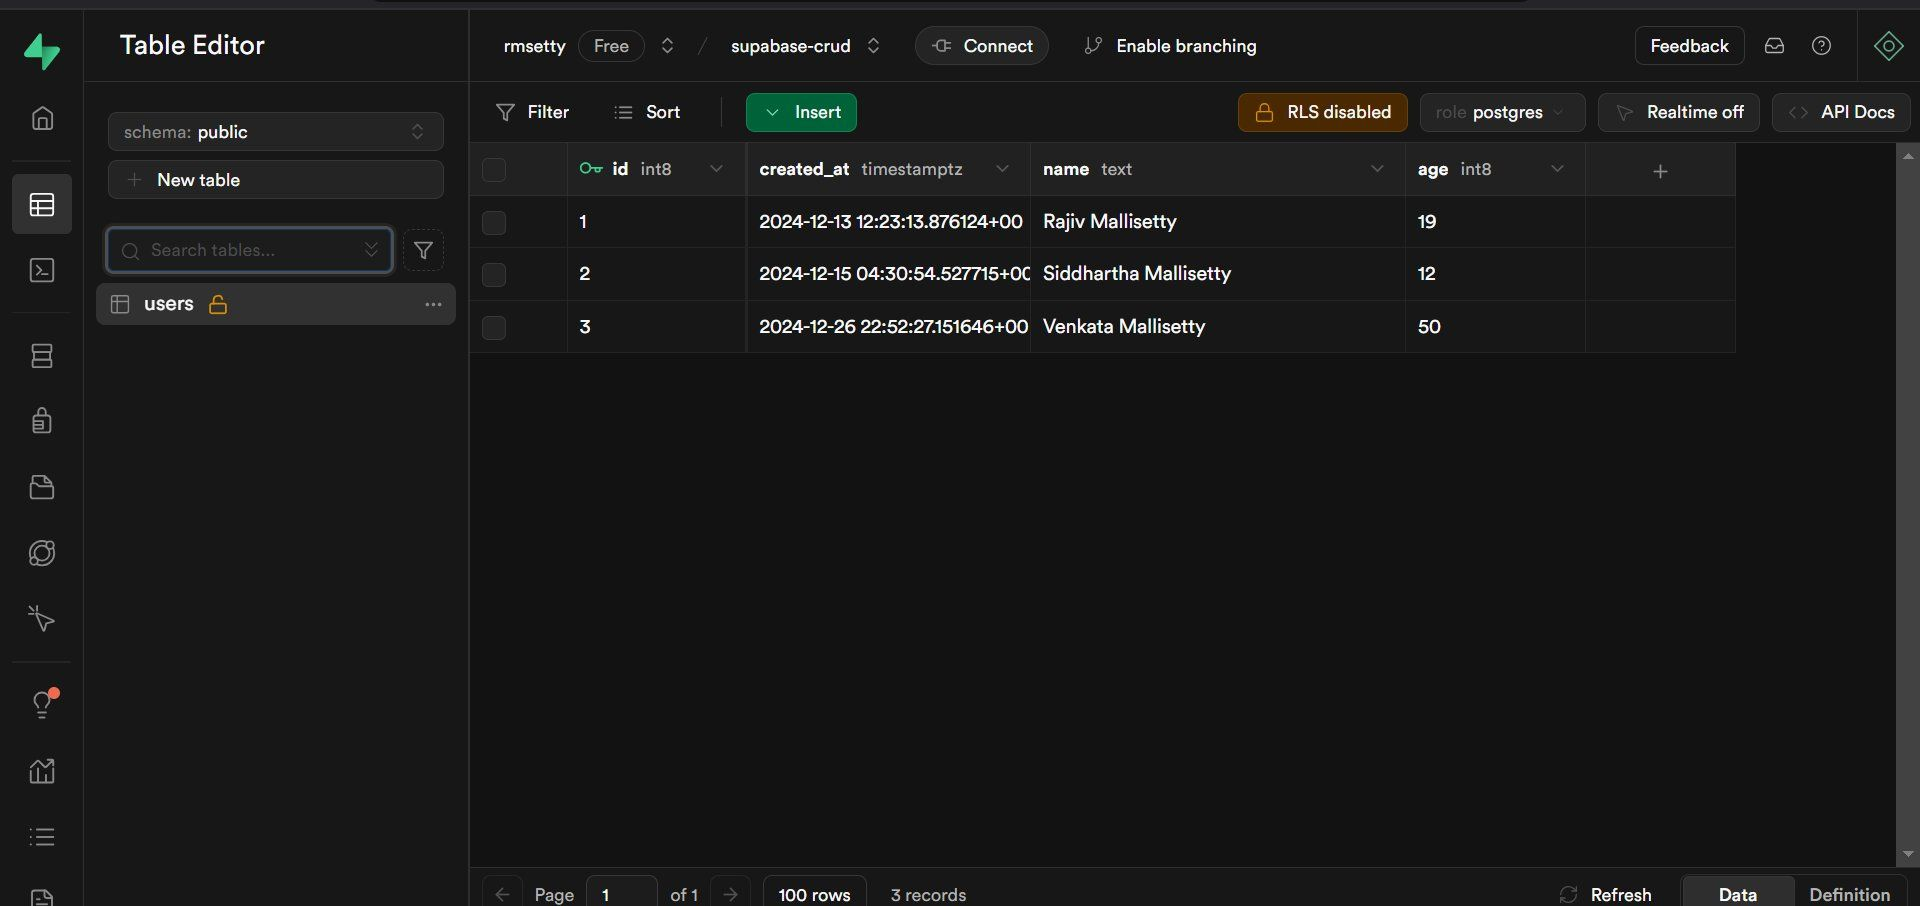 Table Editor
rmsetty Free / supabase-crud Connect Enable branching Feedback
schema: public
New table
Search tables...
users
Filter Sort Insert RLS disabled role postgres Realtime off API Docs
id int8 created_at timestamptz name text age int8
1 2024-12-13 12:23:13.876124+00 Rajiv Mallisetty 19
2 2024-12-15 04:30:54.527715+00 Siddhartha Mallisetty 12
3 2024-12-26 22:52:27.151646+00 Venkata Mallisetty 50
Page 1 of 1 100 rows 3 records Refresh Data Definition